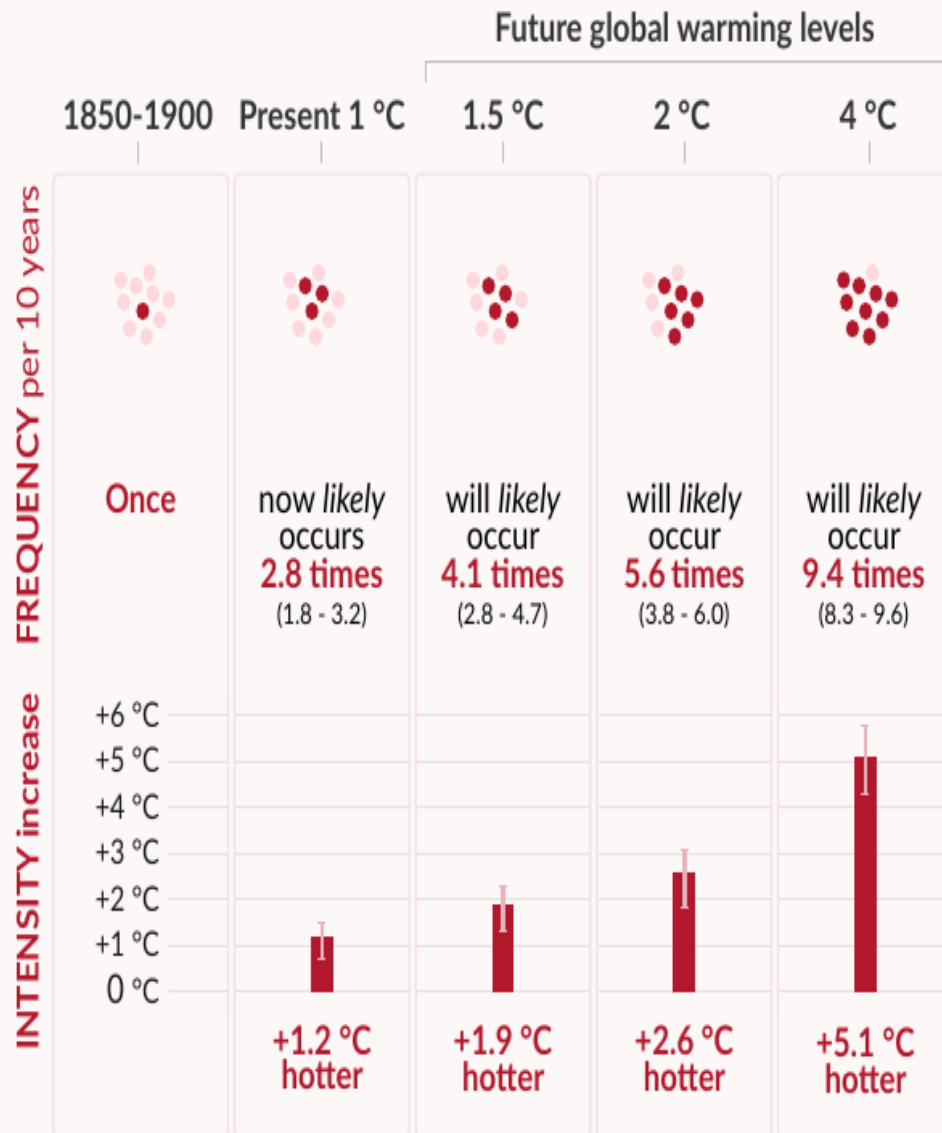 Future global warming levels
1850-1900 Present 1 °C 1.5 °C 2 °C 4 °C
FREQUENCY per 10 years
Once
now likely
occurs
2.8 times
(1.8 - 3.2)
will likely
occur
4.1 times
(2.8 - 4.7)
will likely
occur
5.6 times
(3.8 - 6.0)
will likely
occur
9.4 times
(8.3 - 9.6)
INTENSITY increase
+6 °C
+5 °C
+4 °C
+3 °C
+2 °C
+1 °C
0 °C
+1.2 °C
hotter
+1.9 °C
hotter
+2.6 °C
hotter
+5.1 °C
hotter